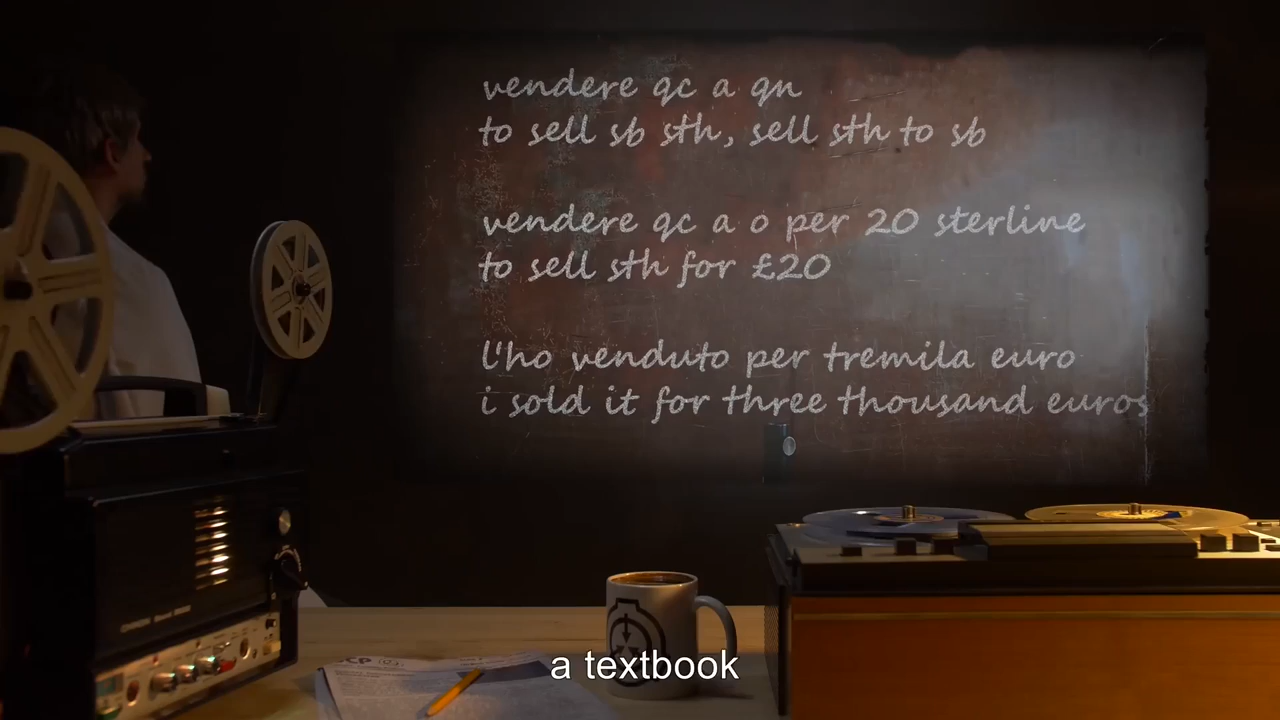 vendere qc a qn
to sell sb sth, sell sth to sb
vendere qc a o per 20 sterline
to sell sth for £20
l'ho venduto per tremila euro
i sold it for three thousand euros
CP
a textbook